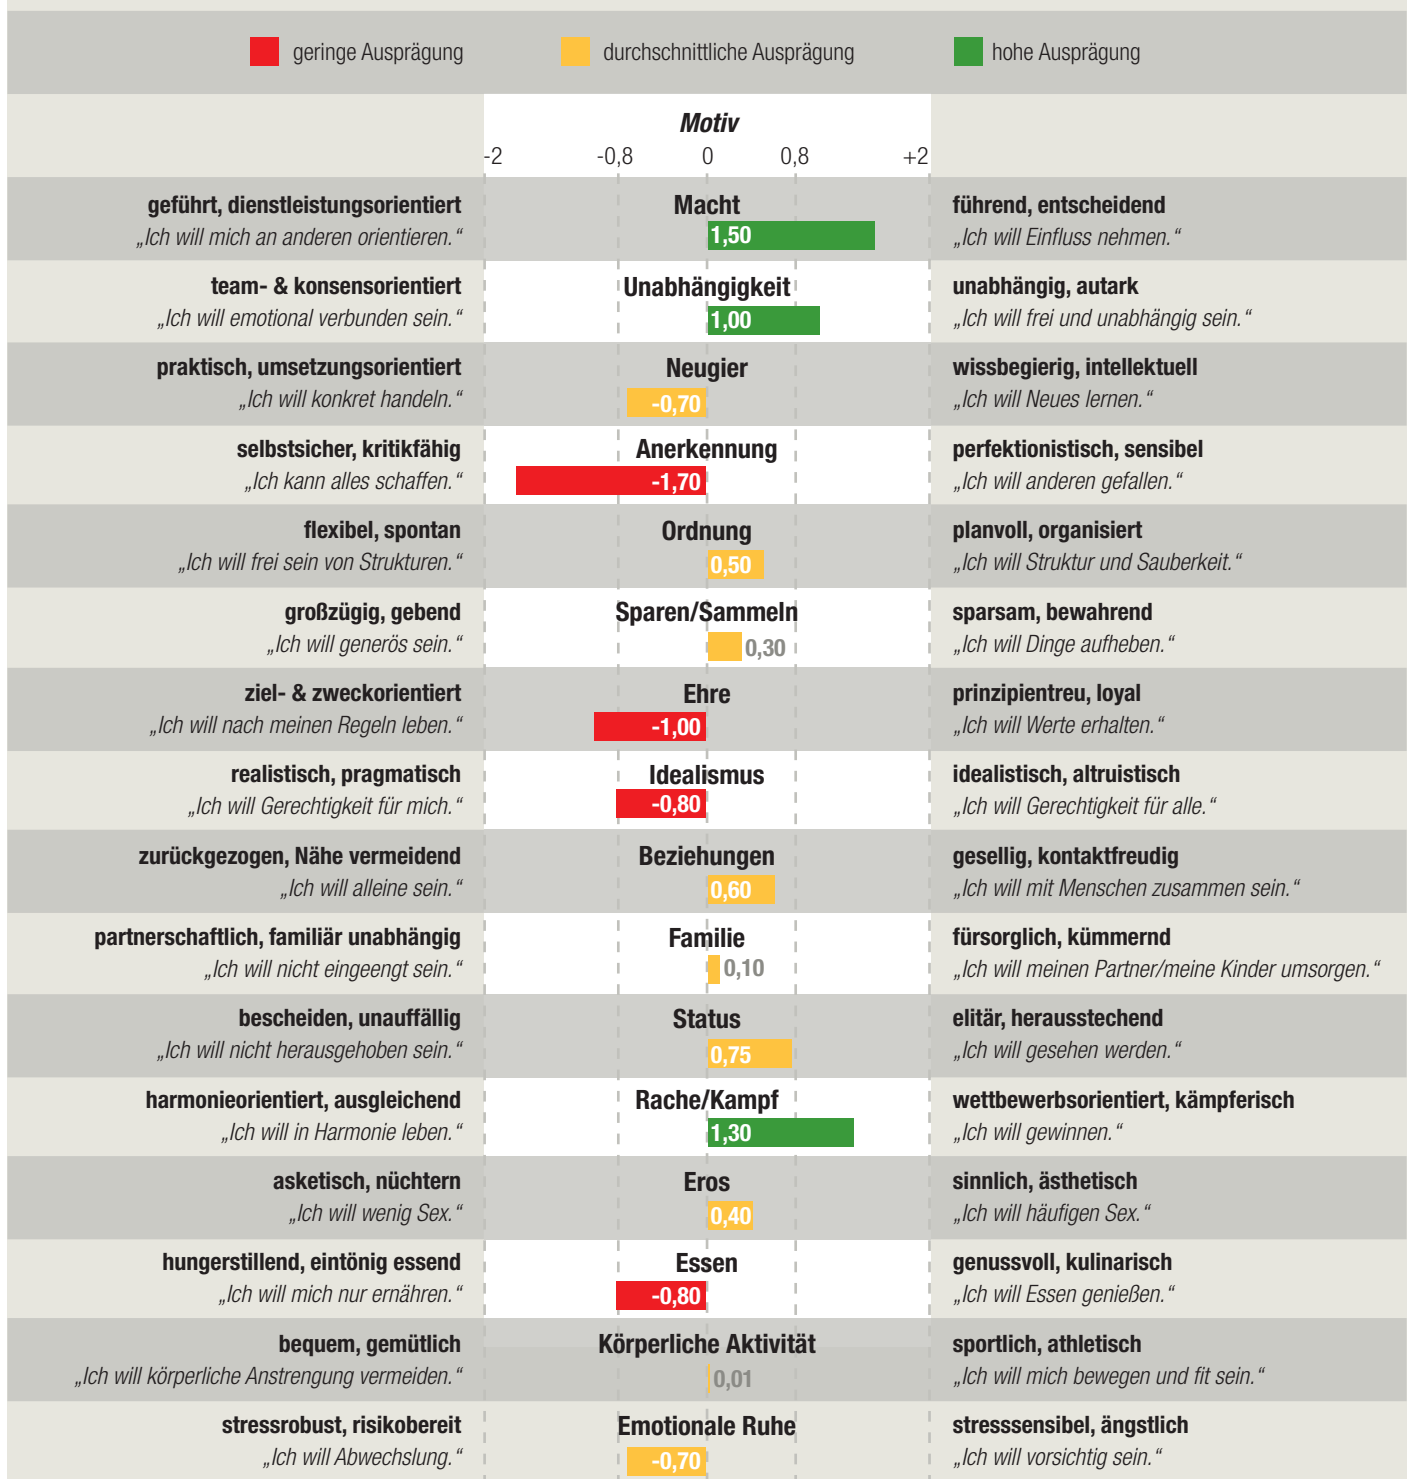 geringe Ausprägung durchschnittliche Ausprägung hohe Ausprägung
Motiv
-2 -0,8 0 0,8 +2
geführt, dienstleistungsorientiert Macht führend, entscheidend
„Ich will mich an anderen orientieren.“ 1,50 „Ich will Einfluss nehmen.“
team- & konsensorientiert Unabhängigkeit unabhängig, autark
„Ich will emotional verbunden sein.“ 1,00 „Ich will frei und unabhängig sein.“
praktisch, umsetzungsorientiert Neugier wissbegierig, intellektuell
„Ich will konkret handeln.“ -0,70 „Ich will Neues lernen.“
selbstsicher, kritikfähig Anerkennung perfektionistisch, sensibel
„Ich kann alles schaffen.“ -1,70 „Ich will anderen gefallen.“
flexibel, spontan Ordnung planvoll, organisiert
„Ich will frei sein von Strukturen.“ 0,50 „Ich will Struktur und Sauberkeit.“
großzügig, gebend Sparen/Sammeln sparsam, bewahrend
„Ich will generös sein.“ 0,30 „Ich will Dinge aufheben.“
ziel- & zweckorientiert Ehre prinzipientreu, loyal
„Ich will nach meinen Regeln leben.“ -1,00 „Ich will Werte erhalten.“
realistisch, pragmatisch Idealismus idealistisch, altruistisch
„Ich will Gerechtigkeit für mich.“ -0,80 „Ich will Gerechtigkeit für alle.“
zurückgezogen, Nähe vermeidend Beziehungen gesellig, kontaktfreudig
„Ich will alleine sein.“ 0,60 „Ich will mit Menschen zusammen sein.“
partnerschaftlich, familiär unabhängig Familie fürsorglich, kümmernd
„Ich will nicht eingeengt sein.“ 0,10 „Ich will meinen Partner/meine Kinder umsorgen.“
bescheiden, unauffällig Status elitär, herausstechend
„Ich will nicht herausgehoben sein.“ 0,75 „Ich will gesehen werden.“
harmonieorientiert, ausgleichend Rache/Kampf wettbewerbsorientiert, kämpferisch
„Ich will in Harmonie leben.“ 1,30 „Ich will gewinnen.“
asketisch, nüchtern Eros sinnlich, ästhetisch
„Ich will wenig Sex.“ 0,40 „Ich will häufigen Sex.“
hungerstillend, eintönig essend Essen genussvoll, kulinarisch
„Ich will mich nur ernähren.“ -0,80 „Ich will Essen genießen.“
bequem, gemütlich Körperliche Aktivität sportlich, athletisch
„Ich will körperliche Anstrengung vermeiden.“ 0,01 „Ich will mich bewegen und fit sein.“
stressrobust, risikobereit Emotionale Ruhe stresssensibel, ängstlich
„Ich will Abwechslung.“ -0,70 „Ich will vorsichtig sein.“